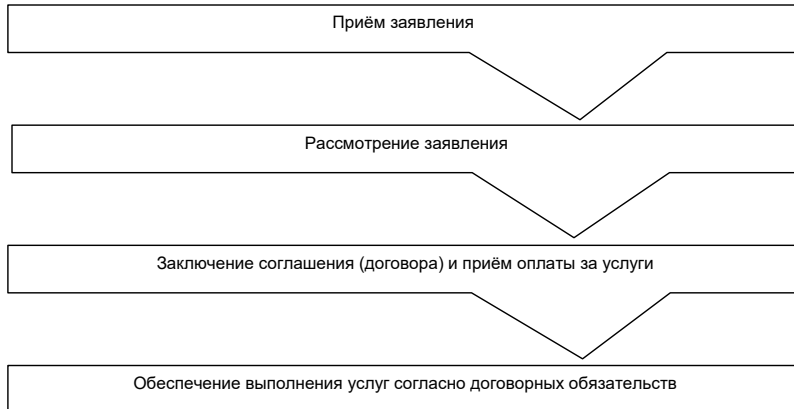 Приём заявления
Рассмотрение заявления
Заключение соглашения (договора) и приём оплаты за услуги
Обеспечение выполнения услуг согласно договорных обязательств